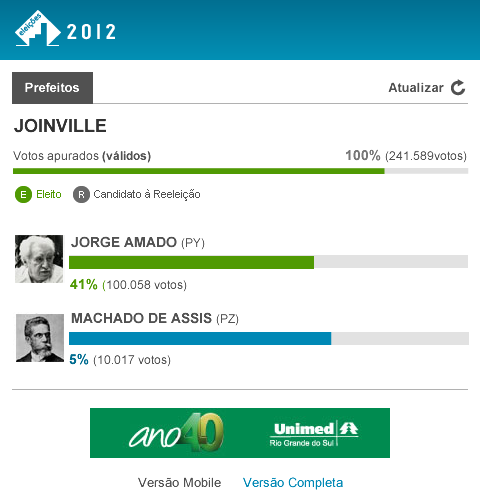 eleições 2012
Prefeitos
Atualizar
JOINVILLE
Votos apurados (válidos) 100% (241.589votos)
E Eleito R Candidato à Reeleição
JORGE AMADO (PY)
41% (100.058 votos)
MACHADO DE ASSIS (PZ)
5% (10.017 votos)
ano40 Unimed
Rio Grande do Sul
Versão Mobile Versão Completa